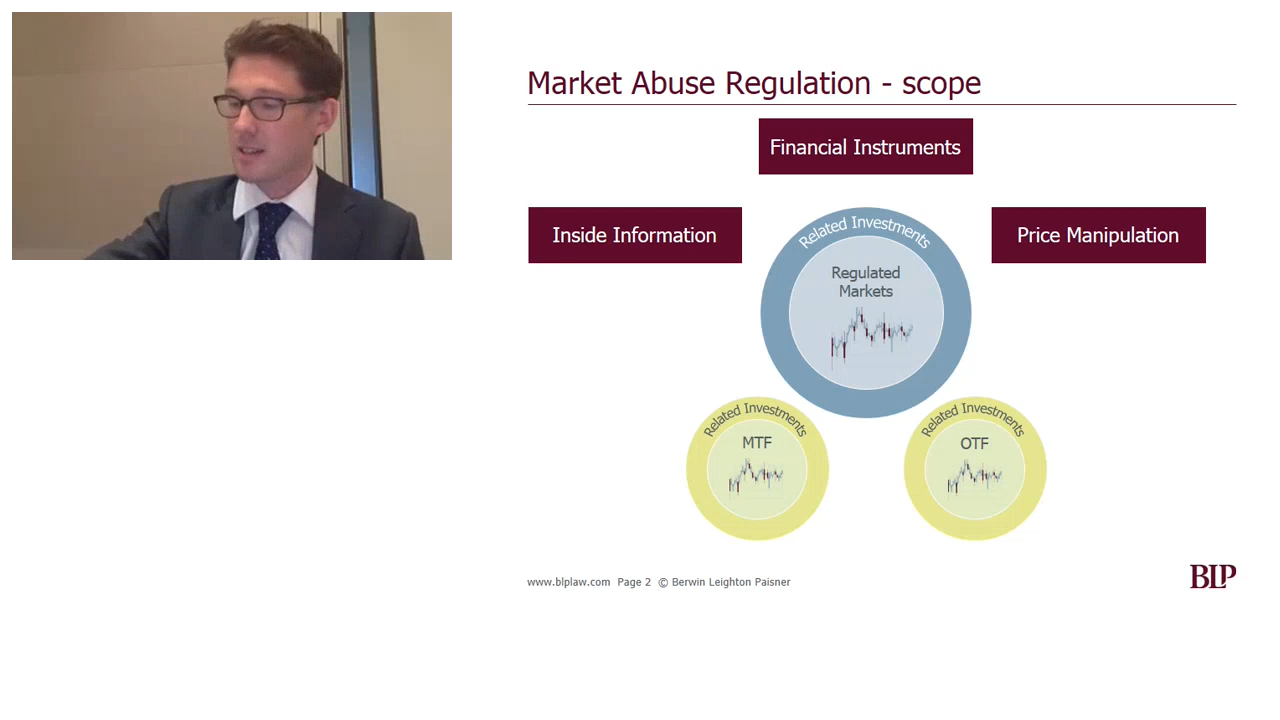 Market Abuse Regulation - scope
Financial Instruments
Inside Information
Price Manipulation
Related Investments
Regulated
Markets
Related Investments
MTF
Related Investments
OTF
www.blplaw.com Page 2 © Berwin Leighton Paisner
BLP